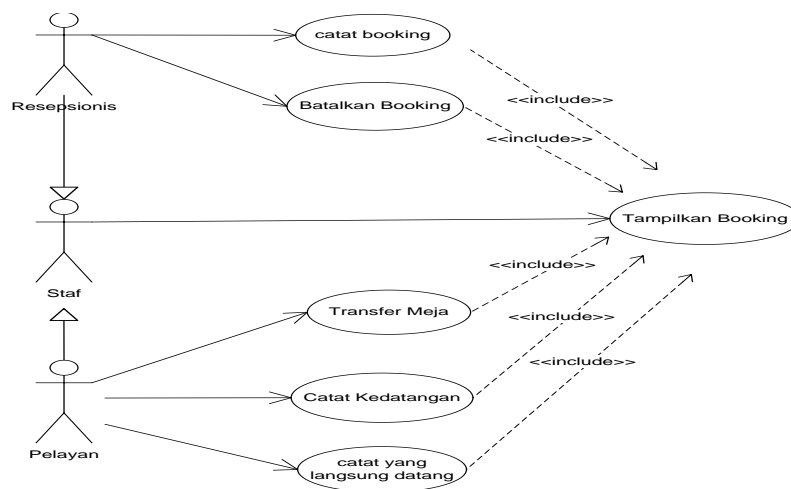 catat booking
Batalkan Booking
<<include>>
Resepsionis
<<include>>
Tampilkan Booking
<<include>>
Staf
Transfer Meja
<<include>>
<<include>>
Catat Kedatangan
Pelayan
catat yang
langsung datang